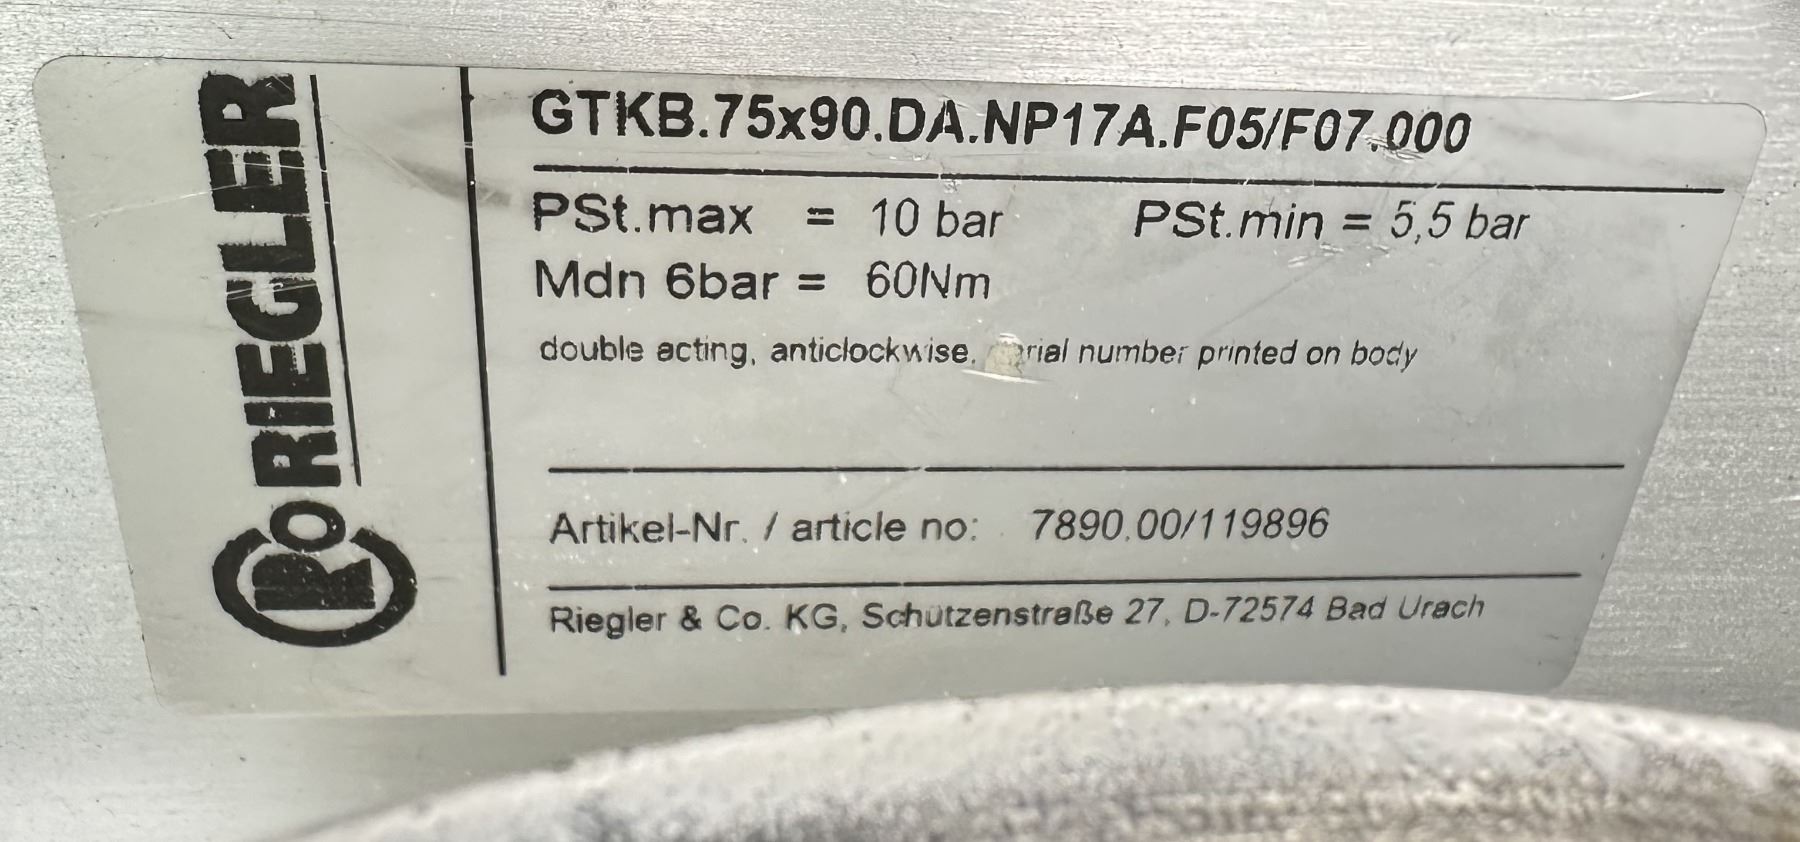 RIEGLER
GTKB.75x90.DA.NP17A.F05/F07.000
PSt.max = 10 bar PSt.min = 5,5 bar
Mdn 6bar = 60Nm
double acting, anticlockwise, number printed on body
Artikel-Nr. / article no: 7890.00/119896
Riegler & Co. KG, Schützenstraße 27, D-72574 Bad Urach